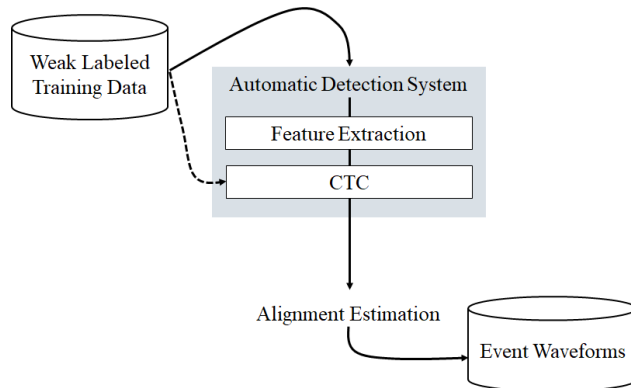 Weak Labeled
Training Data
Automatic Detection System
Feature Extraction
CTC
Alignment Estimation
Event Waveforms